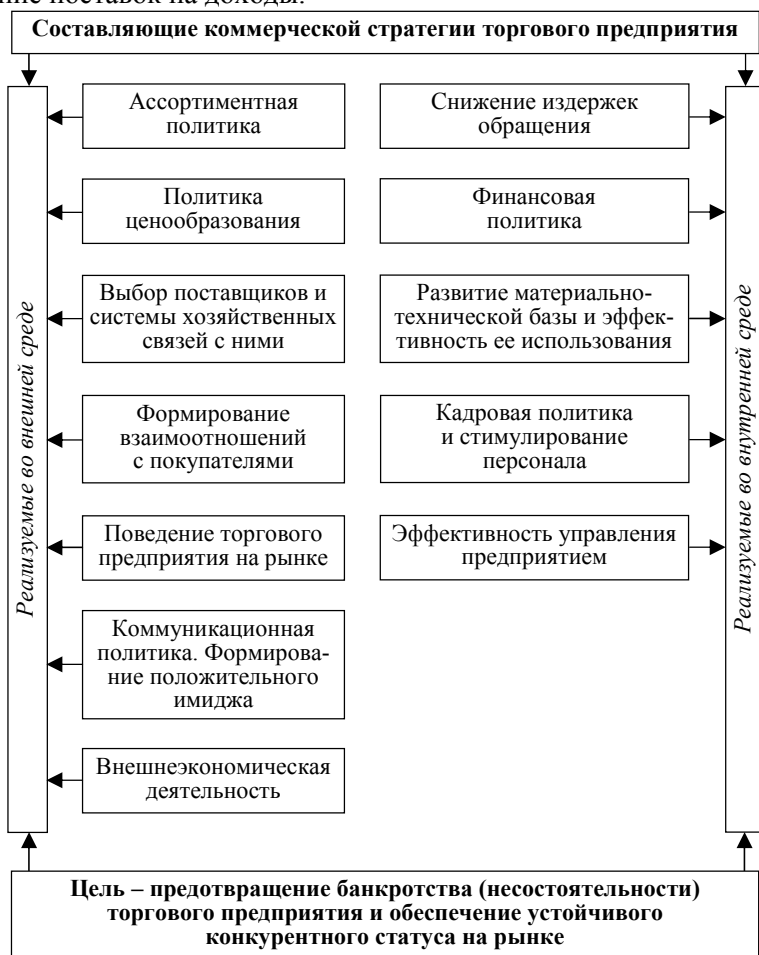 поставок на доходы.
Составляющие коммерческой стратегии торгового предприятия
Реализуемые во внешней среде
Ассортиментная
политика
Политика
ценообразования
Выбор поставщиков и
системы хозяйственных
связей с ними
Формирование
взаимоотношений
с покупателями
Поведение торгового
предприятия на рынке
Коммуникационная
политика. Формирова-
ние положительного
имиджа
Внешнеэкономическая
деятельность
Снижение издержек
обращения
Финансовая
политика
Развитие материально-
технической базы и эффек-
тивность ее использования
Кадровая политика
и стимулирование
персонала
Эффективность управления
предприятием
Реализуемые во внутренней среде
Цель – предотвращение банкротства (несостоятельности)
торгового предприятия и обеспечение устойчивого
конкурентного статуса на рынке